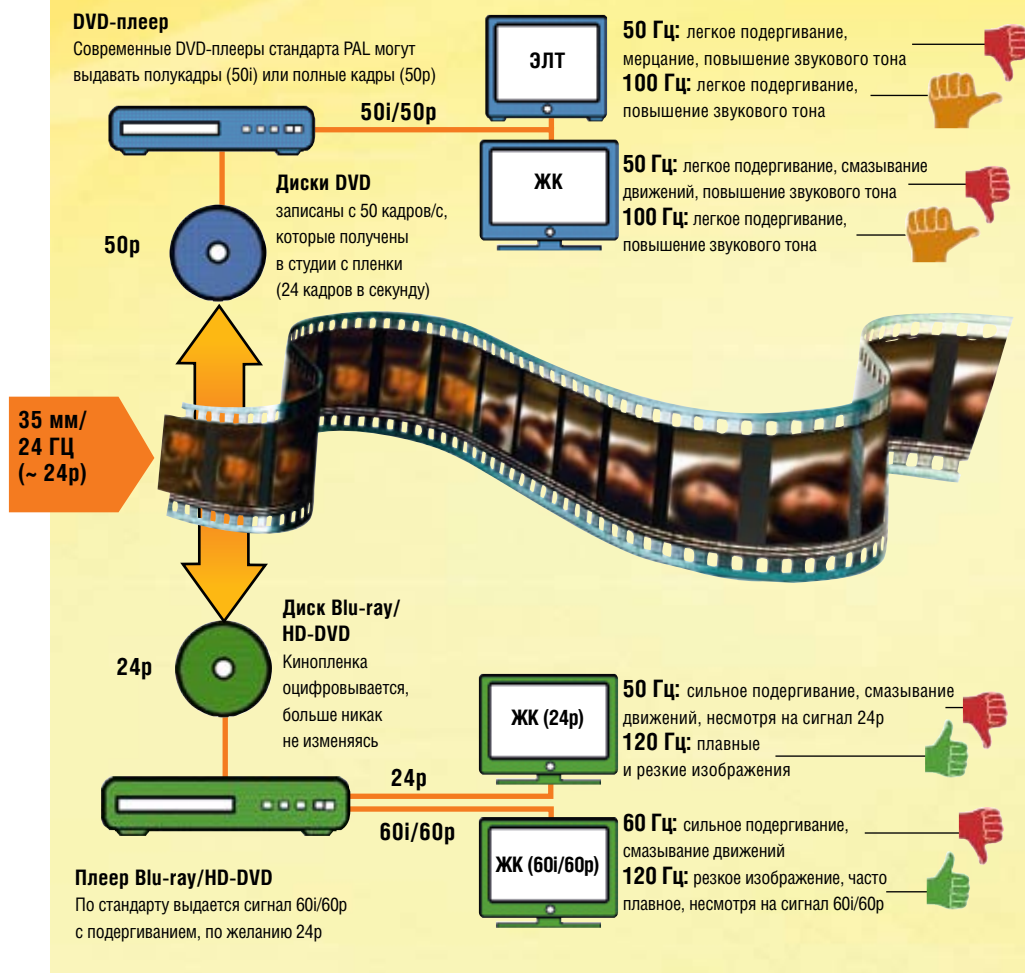 DVD-плеер
Современные DVD-плееры стандарта PAL могут
выдавать полукадры (50i) или полные кадры (50p)
50i/50p
ЭЛТ
50 Гц: легкое подергивание,
мерцание, повышение звукового тона
100 Гц: легкое подергивание,
повышение звукового тона
ЖК
50 Гц: легкое подергивание, смазывание
движений, повышение звукового тона
100 Гц: легкое подергивание,
повышение звукового тона
50p
Диски DVD
записаны с 50 кадров/с,
которые получены
в студии с пленки
(24 кадров в секунду)
35 мм/
24 ГЦ
(~ 24p)
24p
Диск Blu-ray/
HD-DVD
Кинопленка
оцифровывается,
больше никак
не изменяясь
24p
60i/60p
ЖК (24p)
50 Гц: сильное подергивание, смазывание
движений, несмотря на сигнал 24p
120 Гц: плавные
и резкие изображения
ЖК (60i/60p)
60 Гц: сильное подергивание,
смазывание движений
120 Гц: резкое изображение, часто
плавное, несмотря на сигнал 60i/60p
Плеер Blu-ray/HD-DVD
По стандарту выдается сигнал 60i/60p
с подергиванием, по желанию 24p